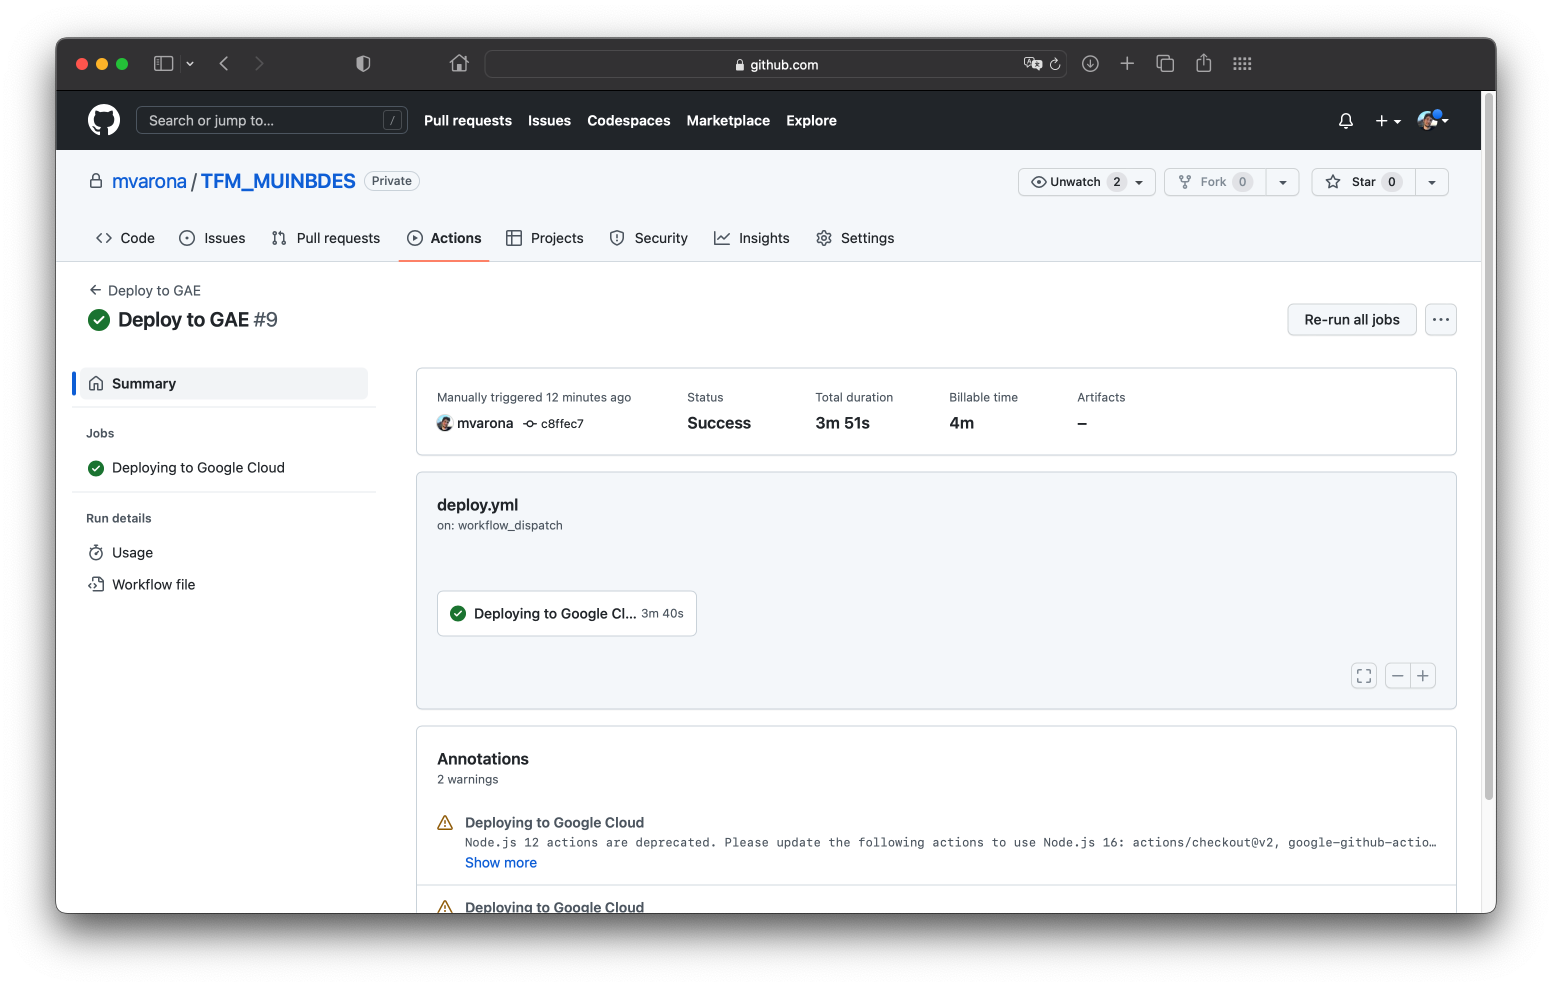 github.com
Search or jump to...
/
Pull requests
Issues
Codespaces
Marketplace
Explore
mvarona / TFM_MUINBDES
Private
Unwatch 2
Fork 0
Star 0
Code
Issues
Pull requests
Actions
Projects
Security
Insights
Settings
Deploy to GAE
Deploy to GAE #9
Re-run all jobs
Summary
Jobs
Deploying to Google Cloud
Run details
Usage
Workflow file
Manually triggered 12 minutes ago
mvarona c8ffec7
Status
Success
Total duration
3m 51s
Billable time
4m
Artifacts
–
deploy.yml
on: workflow_dispatch
Deploying to Google Cl... 3m 40s
Annotations
2 warnings
Deploying to Google Cloud
Node.js 12 actions are deprecated. Please update the following actions to use Node.js 16: actions/checkout@v2, google-github-actio…
Show more
Deploying to Google Cloud